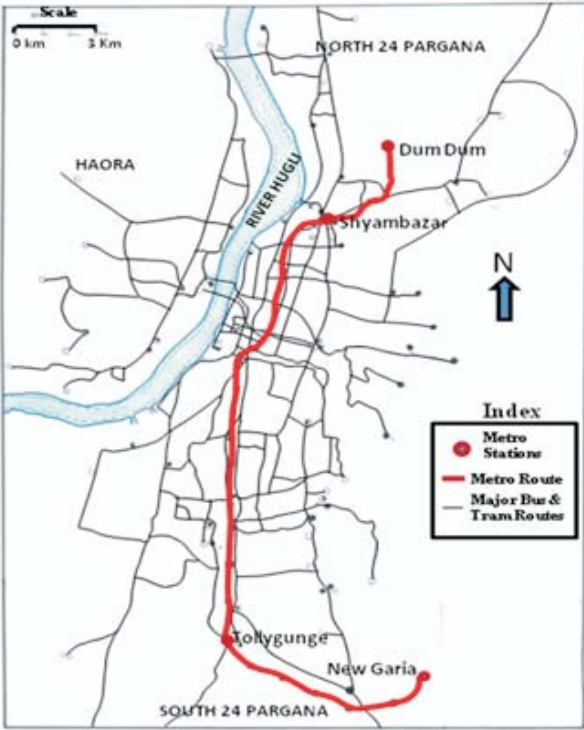 Scale
0 km 3 Km
NORTH 24 PARGANA
Dum Dum
HAORA
RIVER HUGLI
Shyambazar
N
Index
Metro
Stations
Metro Route
Major Bus &
Tram Routes
Tollygunge
New Garia
SOUTH 24 PARGANA